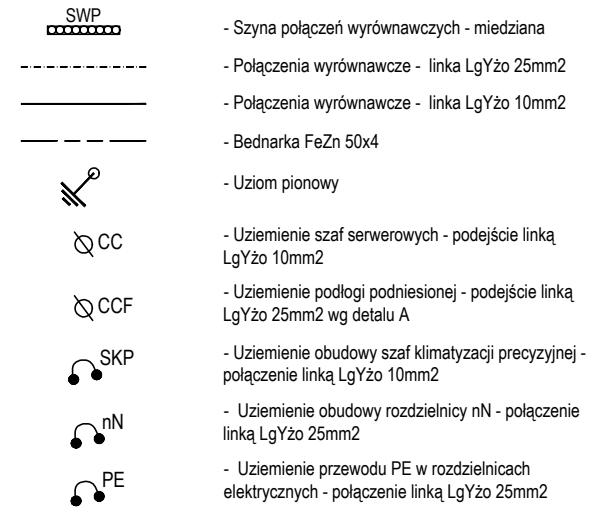 SWP
- Szyna połączeń wyrównawczych - miedziana
- Połączenia wyrównawcze - linka LgYżo 25mm2
- Połączenia wyrównawcze - linka LgYżo 10mm2
- Bednarka FeZn 50x4
- Uziom pionowy
CC
- Uziemienie szaf serwerowych - podejście linką
LgYżo 10mm2
CCF
- Uziemienie podłogi podniesionej - podejście linką
LgYżo 25mm2 wg detalu A
SKP
- Uziemienie obudowy szaf klimatyzacji precyzyjnej -
połączenie linką LgYżo 10mm2
nN
- Uziemienie obudowy rozdzielnicy nN - połączenie
linką LgYżo 25mm2
PE
- Uziemienie przewodu PE w rozdzielnicach
elektrycznych - połączenie linką LgYżo 25mm2